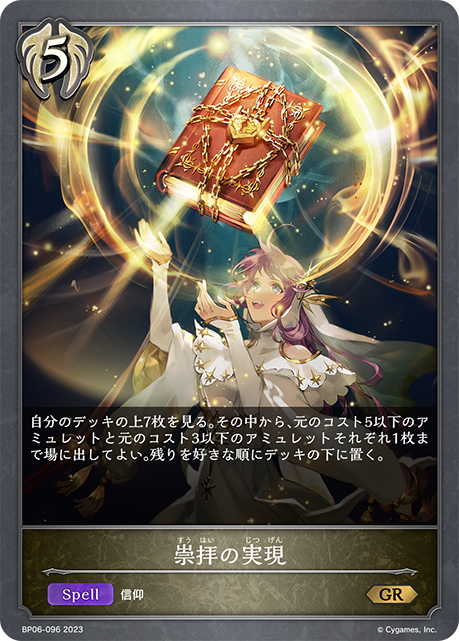 5
自分のデッキの上7枚を見る。その中から、元のコスト5以下のア
ミュレットと元のコスト3以下のアミュレットそれぞれ1枚ま
で場に出してよい。残りを好きな順にデッキの下に置く。
すう はい じつ げん
崇拝の実現
Spell 信仰 GR
BP06-096 2023 © Cygames, Inc.